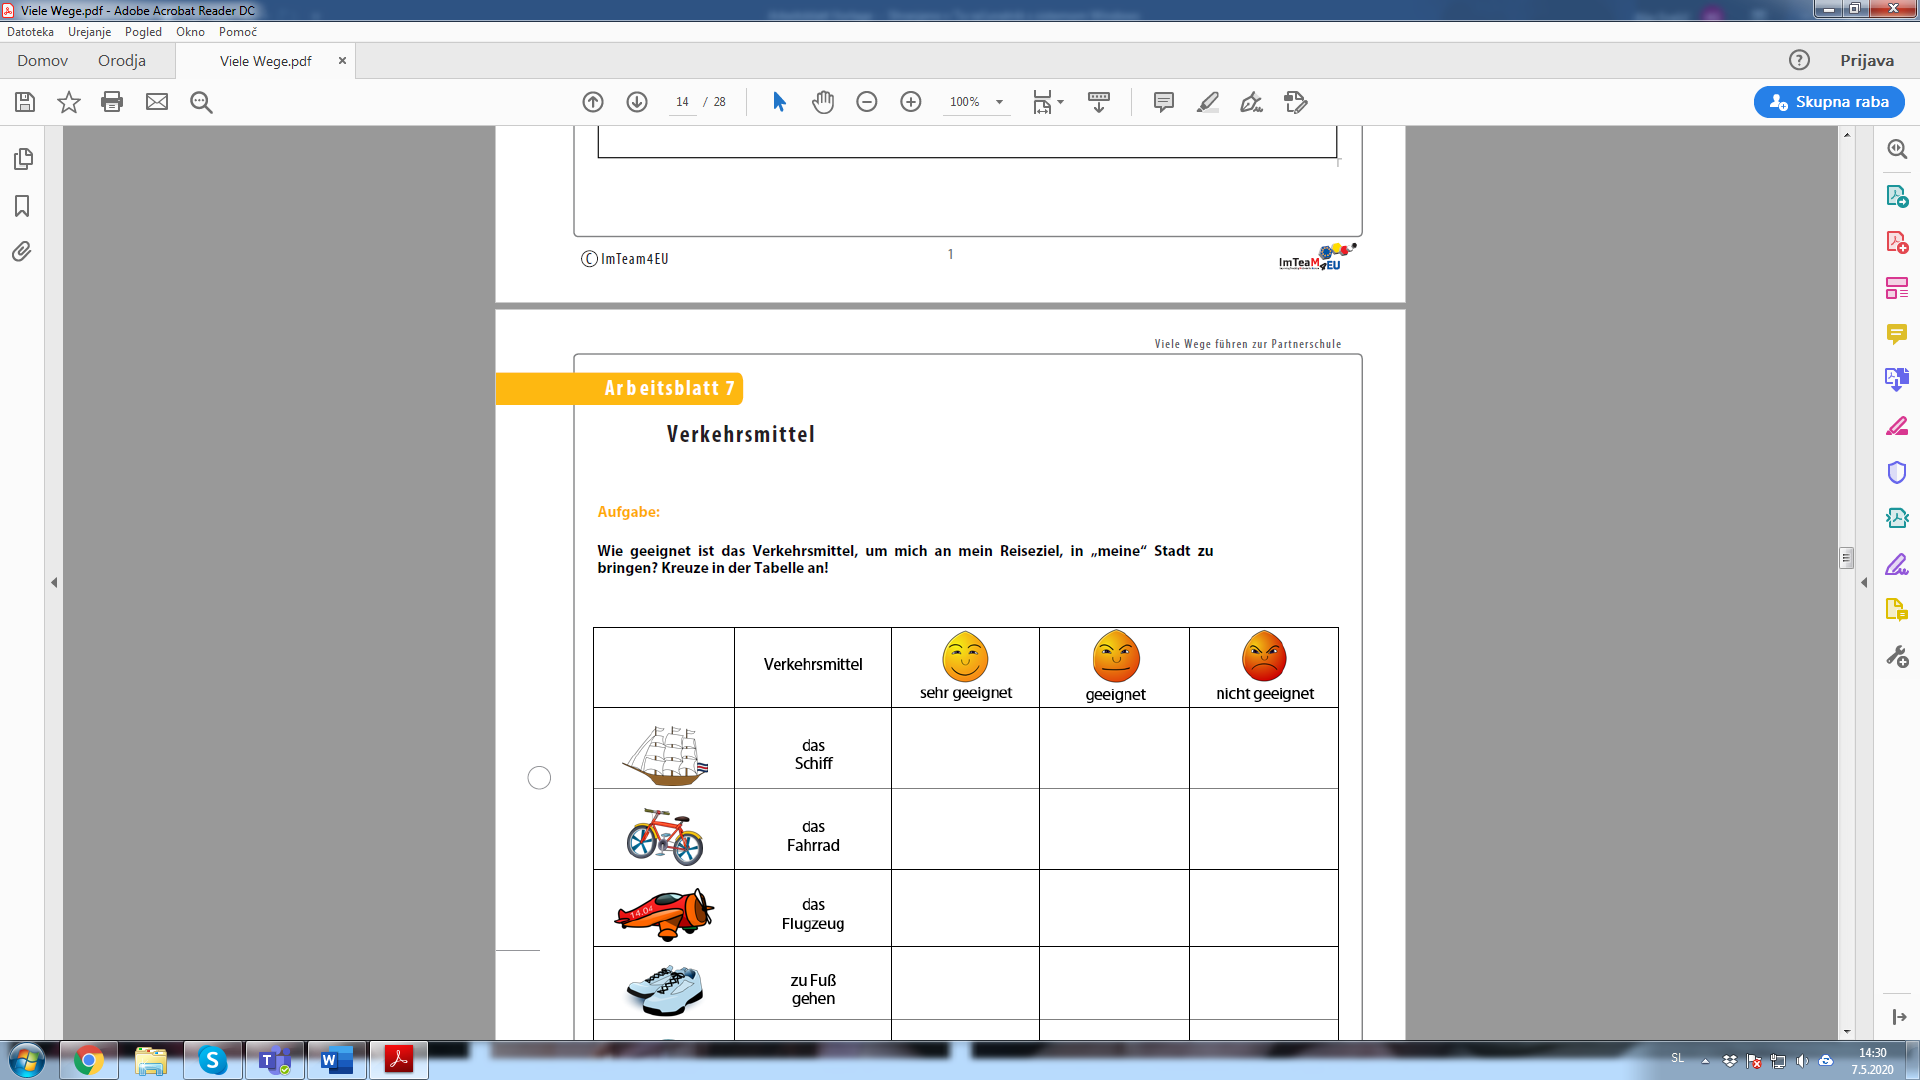 Viele Wege.pdf - Adobe Acrobat Reader DC
Datoteka Urejanje Pogled Okno Pomoč
Domov Orodja Viele Wege.pdf × ? Prijava
14 / 28 100% Skupna raba
© ImTeam4EU 1 ImTeaM4EU
Viele Wege führen zur Partnerschule
Arbeitsblatt 7
Verkehrsmittel
Aufgabe:
Wie geeignet ist das Verkehrsmittel, um mich an mein Reiseziel, in „meine“ Stadt zu
bringen? Kreuze in der Tabelle an!
Verkehrsmittel
sehr geeignet geeignet nicht geeignet
das
Schiff
das
Fahrrad
14.04
das
Flugzeug
zu Fuß
gehen
SL 14:30
7.5.2020